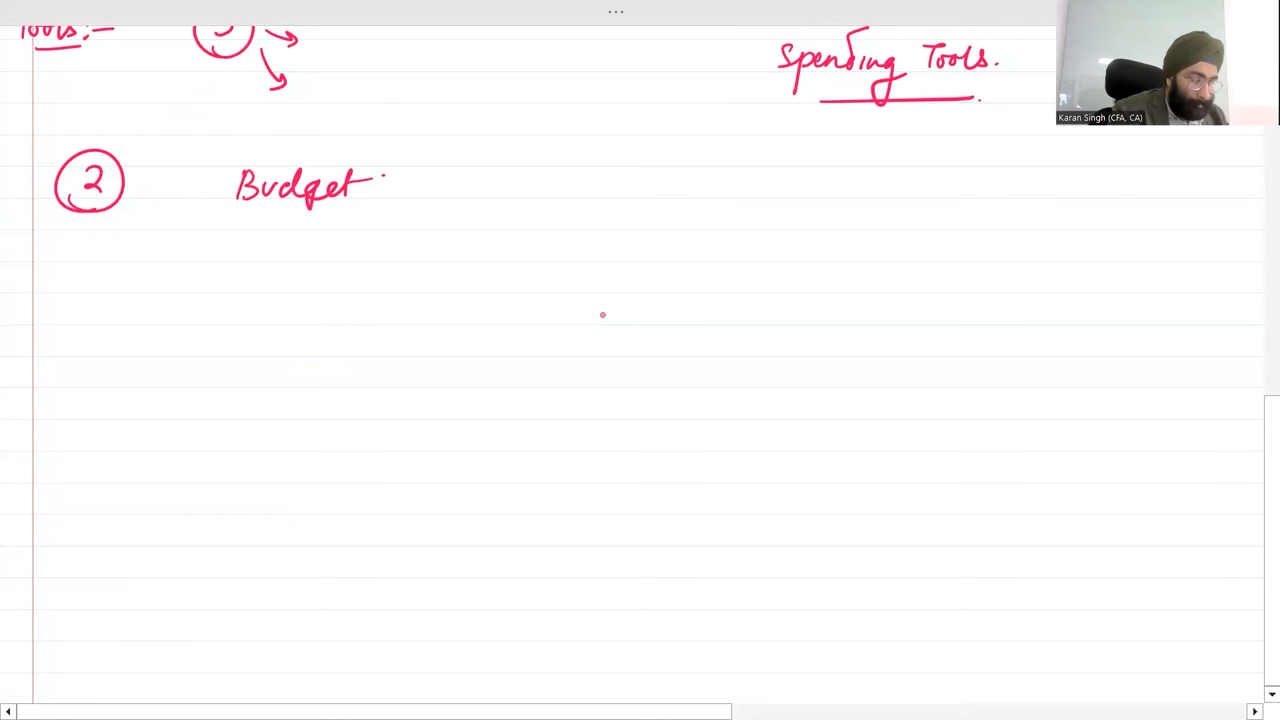 Tools:-
Spending Tools.
Karan Singh (CFA, CA)
2 Budget